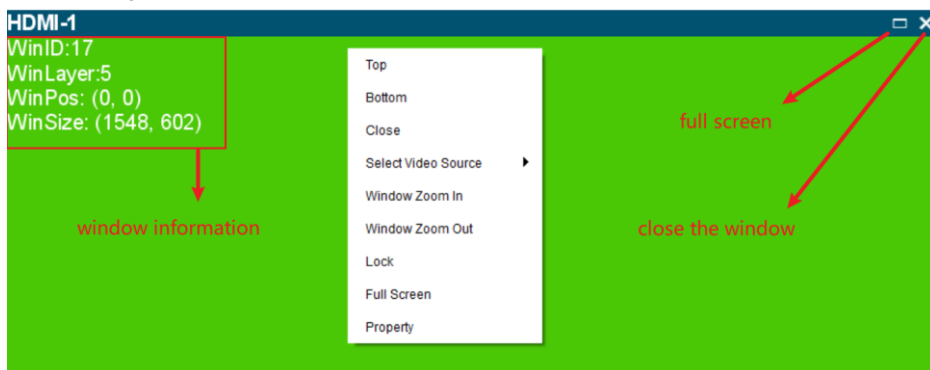 HDMI-1
WinID:17
WinLayer:5
WinPos: (0, 0)
WinSize: (1548, 602)
window information
Top
Bottom
Close
Select Video Source
Window Zoom In
Window Zoom Out
Lock
Full Screen
Property
full screen
close the window